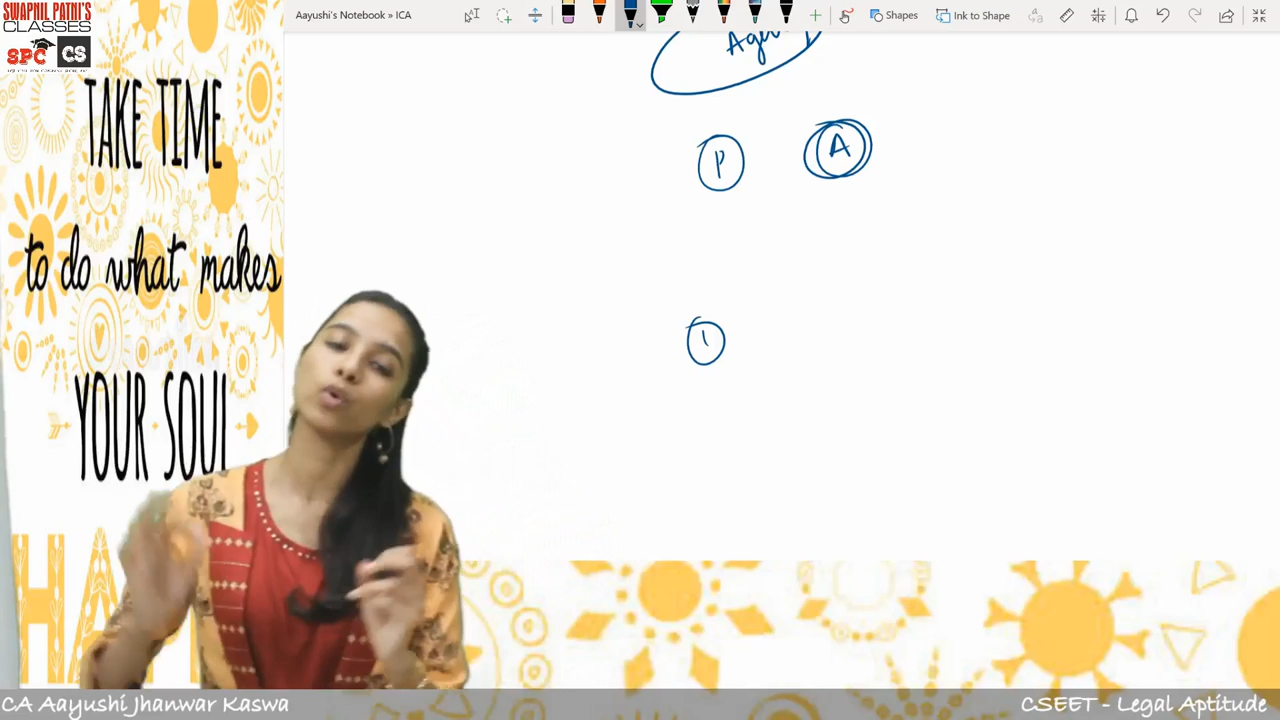 SWAPNIL PATNI'S
CLASSES
SPC CS
Aayushi's Notebook » ICA
Shapes
Ink to Shape
TAKE TIME
to do what makes
YOUR SOUL
P
A
1
CA Aayushi Jhanwar Kaswa
CSEET - Legal Aptitude